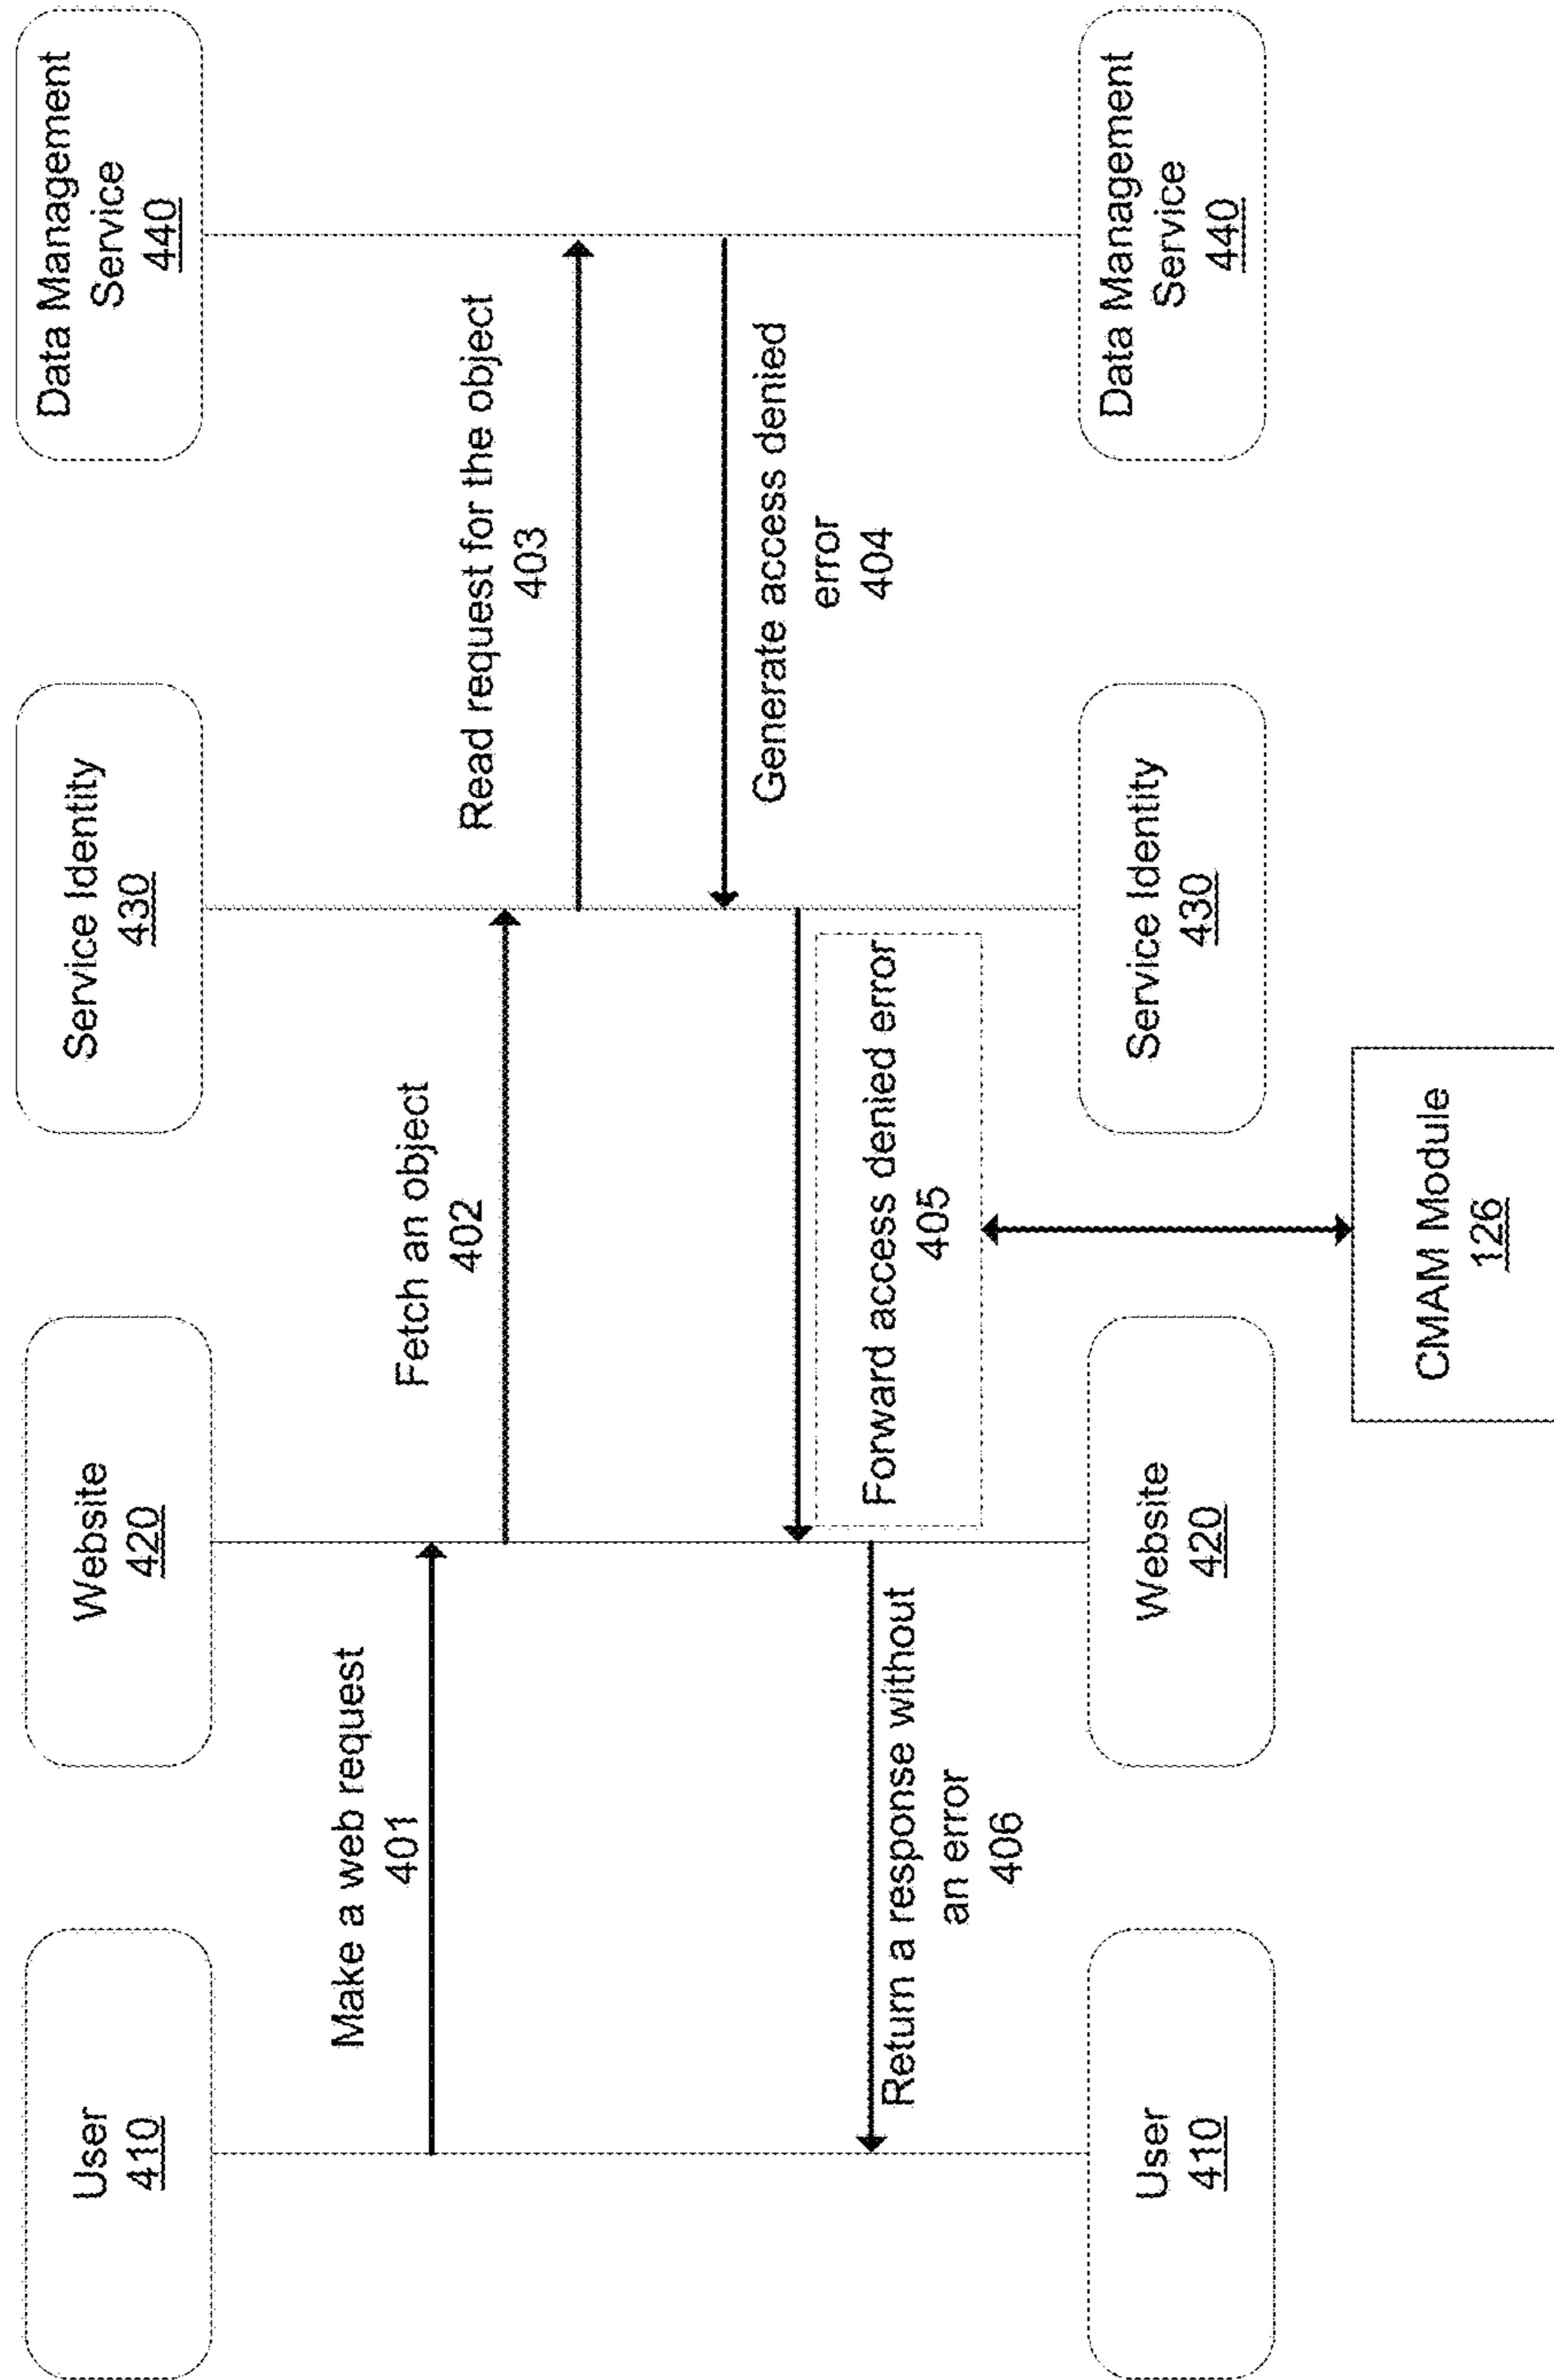 User
410
Website
420
Service Identity
430
Data Management
Service
440
Make a web request
401
Fetch an object
402
Read request for the object
403
Generate access denied
error
404
Forward access denied error
405
Return a response without
an error
406
User
410
Website
420
Service Identity
430
Data Management
Service
440
CMAM Module
126